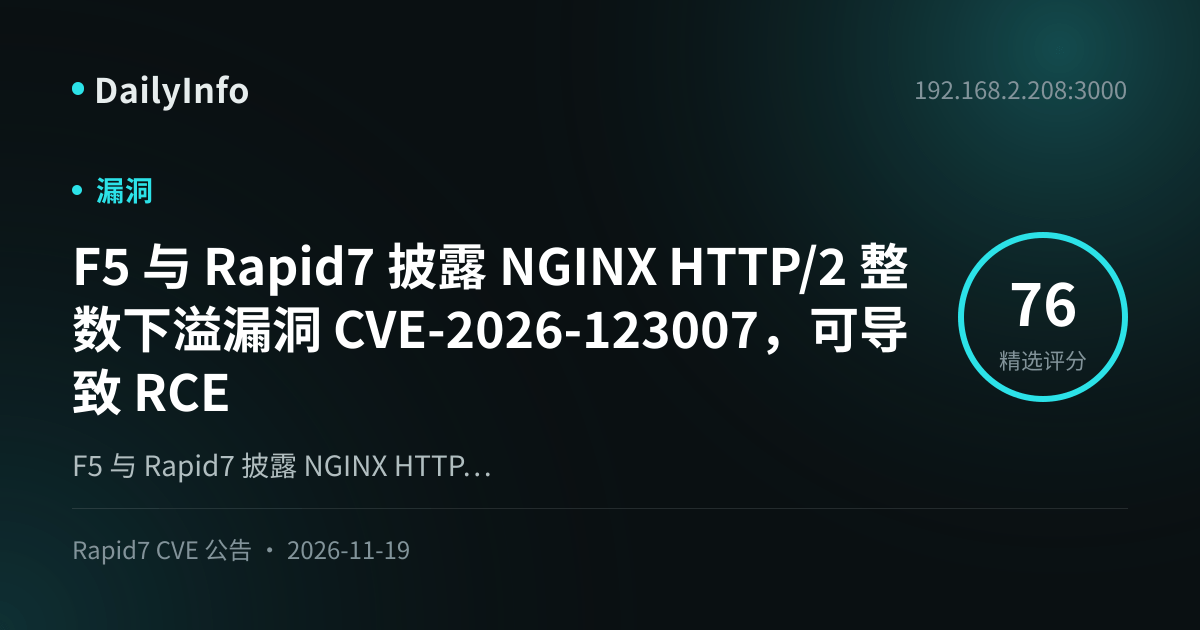 DailyInfo
192.168.2.208:3000
漏洞
F5 与 Rapid7 披露 NGINX HTTP/2 整
数下溢漏洞 CVE-2026-123007，可导
致 RCE
76
精选评分
F5 与 Rapid7 披露 NGINX HTTP…
Rapid7 CVE 公告 · 2026-11-19